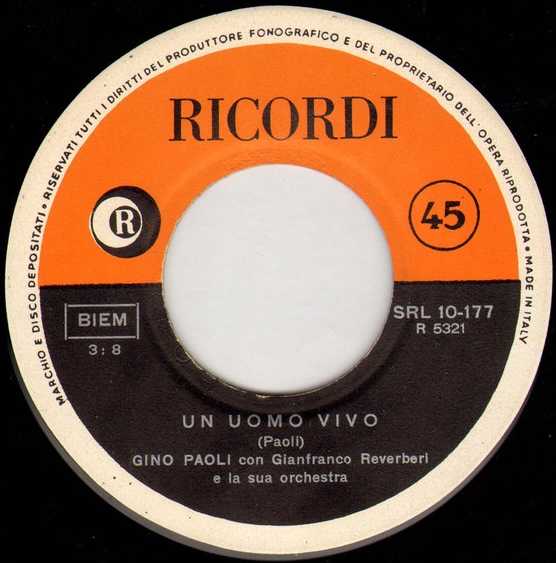 MARCHIO E DISCO DEPOSITATI • RISERVATI TUTTI I DIRITTI DEL PRODUTTORE FONOGRAFICO E DEL PROPRIETARIO DELL'OPERA RIPRODOTTA • MADE IN ITALY
RICORDI
R
45
BIEM
SRL 10-177
R 5321
3:8
UN UOMO VIVO
(Paoli)
GINO PAOLI con Gianfranco Reverberi
e la sua orchestra